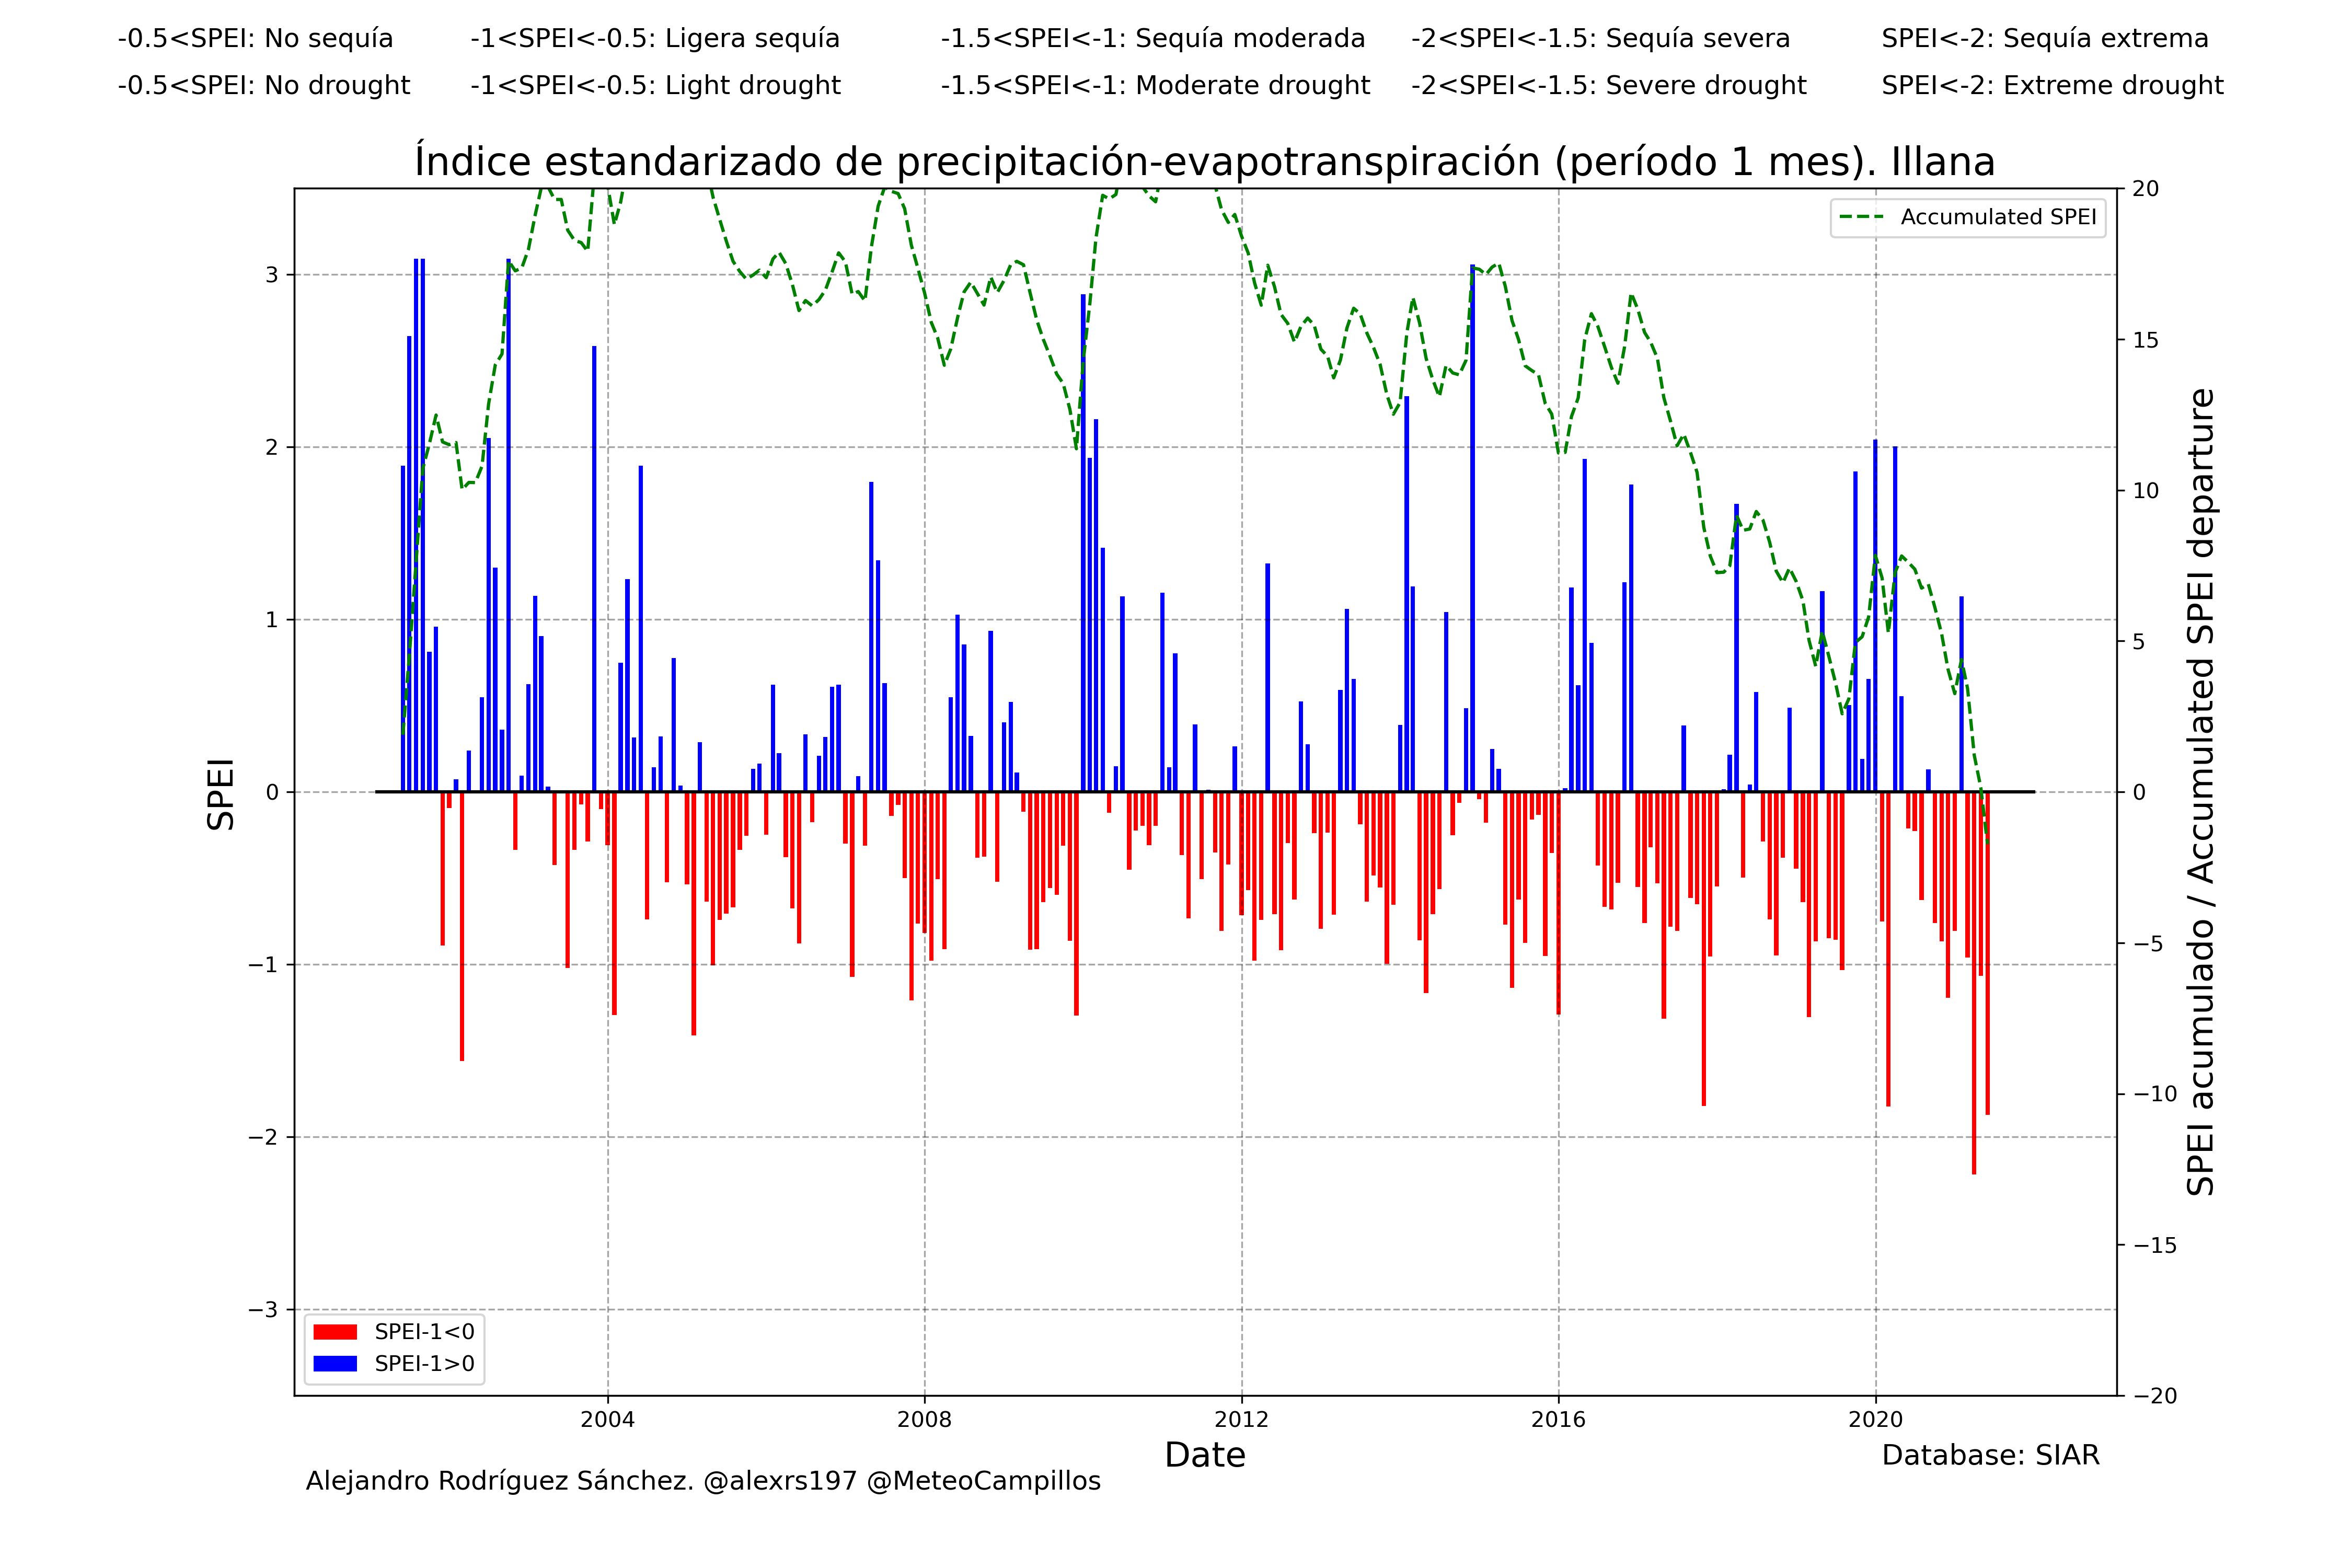 -0.5<SPEI: No sequía
-1<SPEI<-0.5: Ligera sequía
-1.5<SPEI<-1: Sequía moderada
-2<SPEI<-1.5: Sequía severa
SPEI<-2: Sequía extrema
-0.5<SPEI: No drought
-1<SPEI<-0.5: Light drought
-1.5<SPEI<-1: Moderate drought
-2<SPEI<-1.5: Severe drought
SPEI<-2: Extreme drought
Índice estandarizado de precipitación-evapotranspiración (período 1 mes). Illana
Accumulated SPEI
SPEI
3
2
1
0
−1
−2
−3
20
15
10
5
0
−5
−10
−15
−20
SPEI acumulado / Accumulated SPEI departure
SPEI-1<0
SPEI-1>0
2004
2008
2012
2016
2020
Date
Database: SIAR
Alejandro Rodríguez Sánchez. @alexrs197 @MeteoCampillos